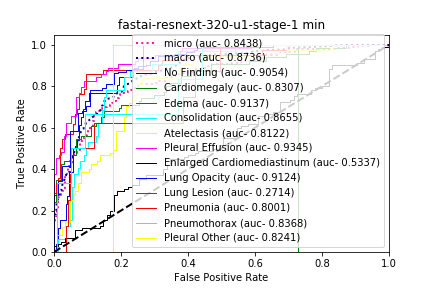 fastai-resnext-320-u1-stage-1 min
True Positive Rate
1.0
0.8
0.6
0.4
0.2
0.0
micro (auc- 0.8438)
macro (auc- 0.8736)
No Finding (auc- 0.9054)
Cardiomegaly (auc- 0.8307)
Edema (auc- 0.9137)
Consolidation (auc- 0.8655)
Atelectasis (auc- 0.8122)
Pleural Effusion (auc- 0.9345)
Enlarged Cardiomediastinum (auc- 0.5337)
Lung Opacity (auc- 0.9124)
Lung Lesion (auc- 0.2714)
Pneumonia (auc- 0.8001)
Pneumothorax (auc- 0.8368)
Pleural Other (auc- 0.8241)
0.0 0.2 0.4 0.6 0.8 1.0
False Positive Rate